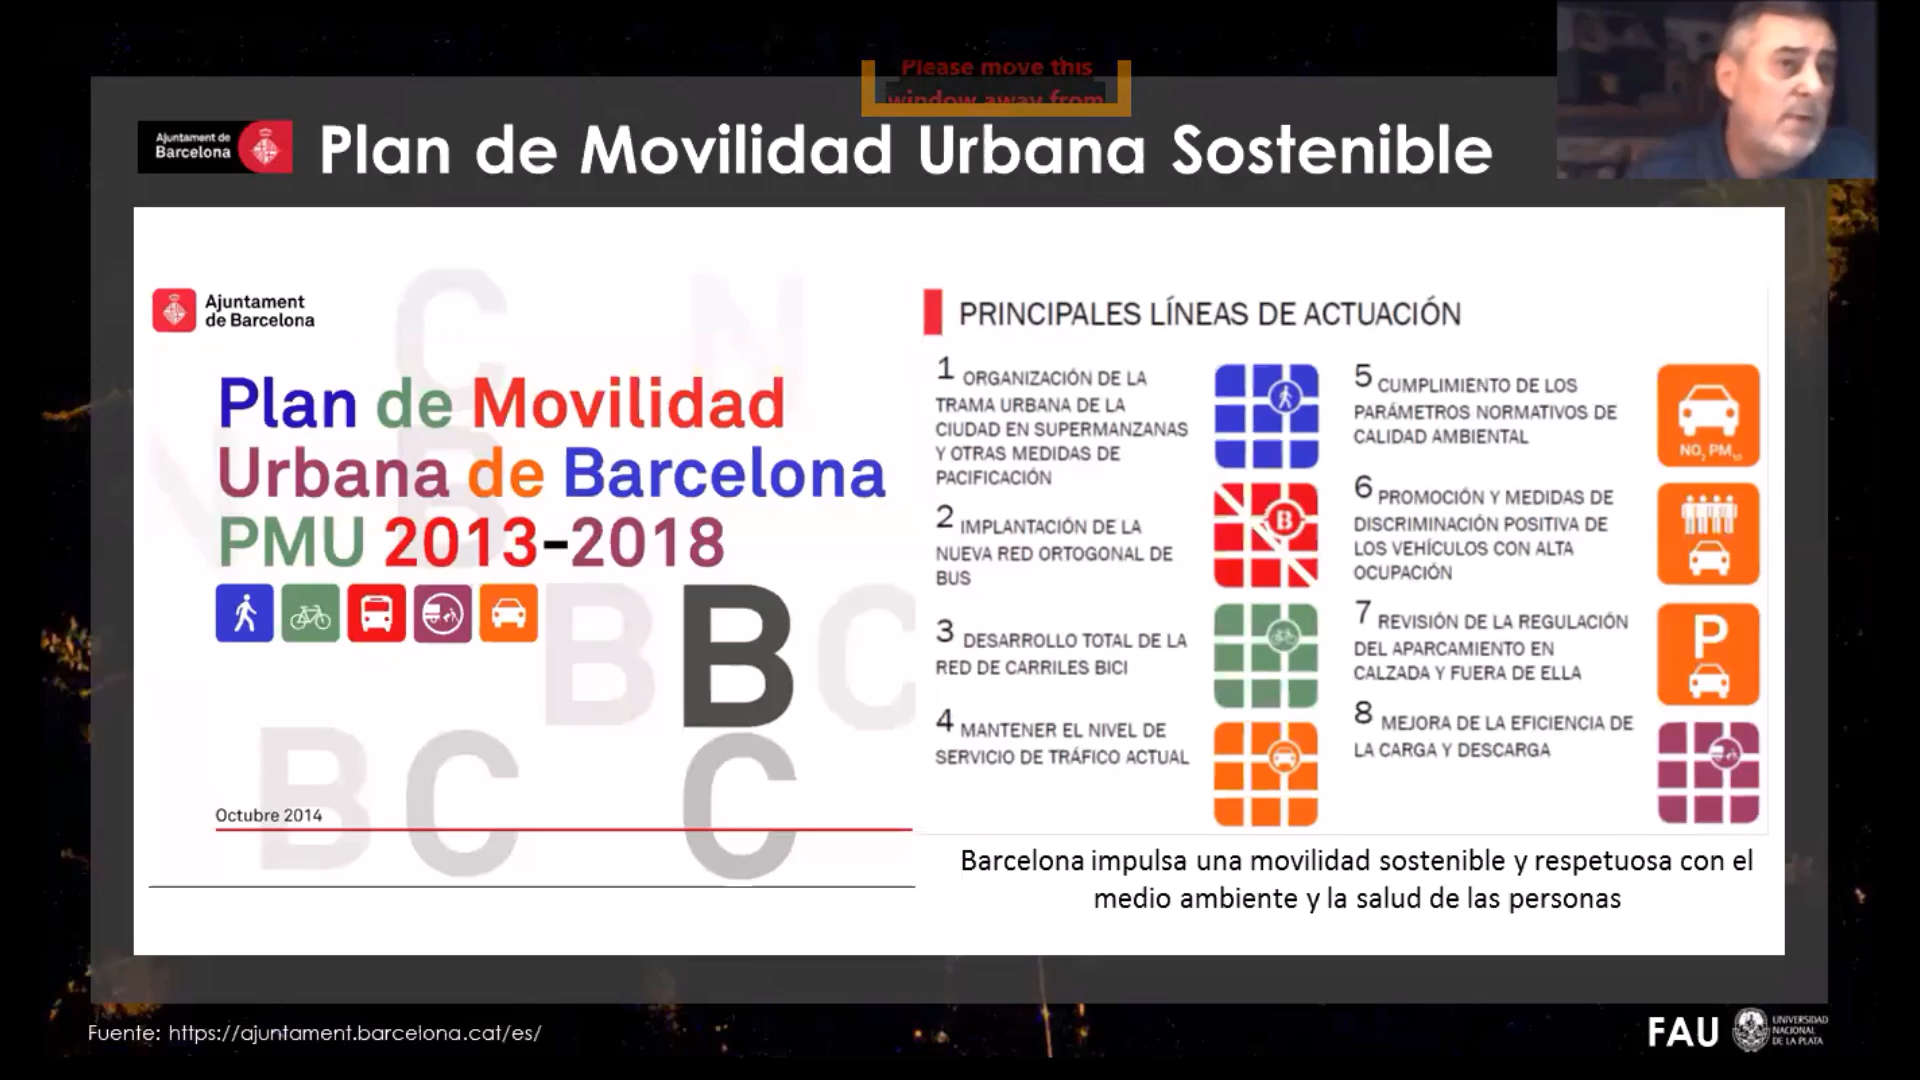 Please move this
window away from
Ajuntament de
Barcelona
Plan de Movilidad Urbana Sostenible
Ajuntament
de Barcelona
Plan de Movilidad
Urbana de Barcelona
PMU 2013-2018
B
C
B C
B C
C
B
N
N
Octubre 2014
PRINCIPALES LÍNEAS DE ACTUACIÓN
1 ORGANIZACIÓN DE LA
TRAMA URBANA DE LA
CIUDAD EN SUPERMANZANAS
Y OTRAS MEDIDAS DE
PACIFICACIÓN
2 IMPLANTACIÓN DE LA
NUEVA RED ORTOGONAL DE
BUS
B
3 DESARROLLO TOTAL DE LA
RED DE CARRILES BICI
4 MANTENER EL NIVEL DE
SERVICIO DE TRÁFICO ACTUAL
5 CUMPLIMIENTO DE LOS
PARÁMETROS NORMATIVOS DE
CALIDAD AMBIENTAL
NO₂ PM₁₀
6 PROMOCIÓN Y MEDIDAS DE
DISCRIMINACIÓN POSITIVA DE
LOS VEHÍCULOS CON ALTA
OCUPACIÓN
7 REVISIÓN DE LA REGULACIÓN
DEL APARCAMIENTO EN
CALZADA Y FUERA DE ELLA
P
8 MEJORA DE LA EFICIENCIA DE
LA CARGA Y DESCARGA
Barcelona impulsa una movilidad sostenible y respetuosa con el
medio ambiente y la salud de las personas
Fuente: https://ajuntament.barcelona.cat/es/
FAU
UNIVERSIDAD
NACIONAL
DE LA PLATA